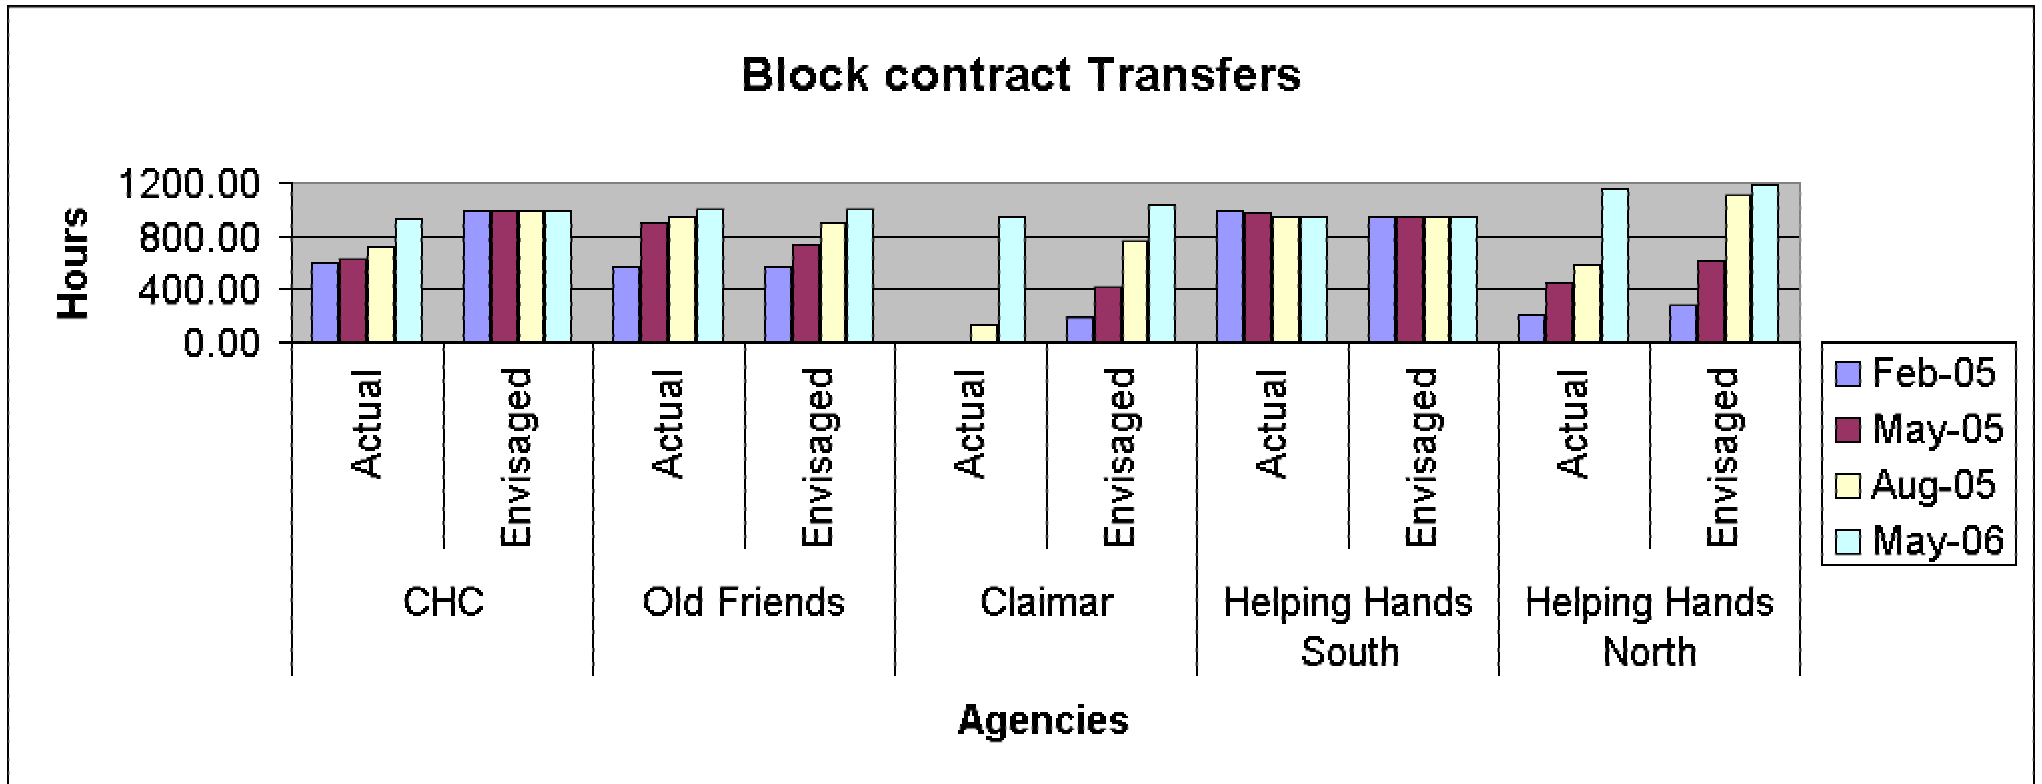 Block contract Transfers
Hours
1200.00
800.00
400.00
0.00
Actual
Envisaged
Actual
Envisaged
Actual
Envisaged
Actual
Envisaged
Actual
Envisaged
CHC
Old Friends
Claimar
Helping Hands
South
Helping Hands
North
Agencies
Feb-05
May-05
Aug-05
May-06